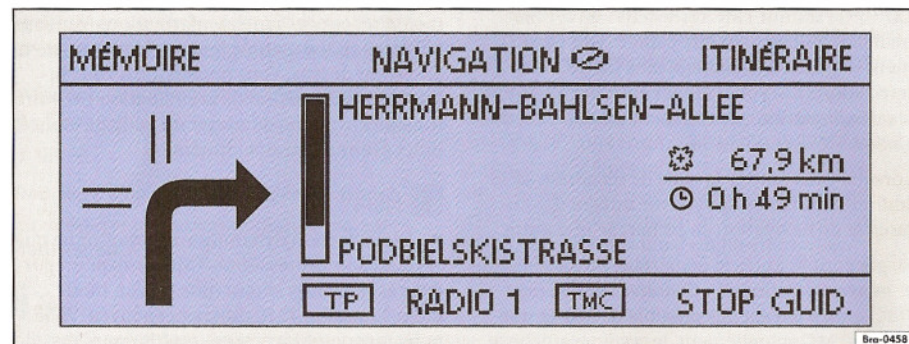 MÉMOIRE NAVIGATION ITINÉRAIRE
HERRMANN-BAHLSEN-ALLEE
67,9 km
0 h 49 min
PODBIELSKISTRASSE
TP RADIO 1 TMC STOP. GUID.
Bra-0458